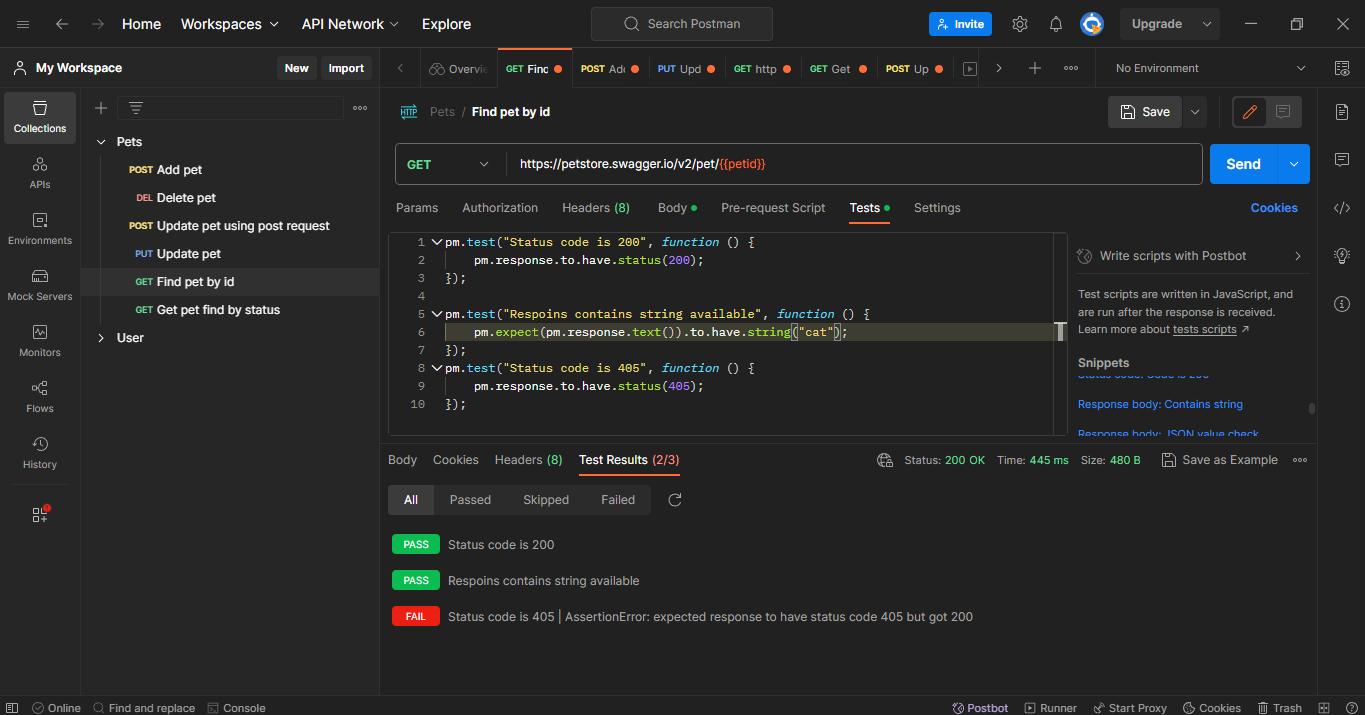 Home Workspaces API Network Explore Search Postman Invite Upgrade
My Workspace New Import Overvie GET Find POST Add PUT Upd GET http GET Get POST Up No Environment
Collections
APIs
Environments
Mock Servers
Monitors
Flows
History
Pets
POST Add pet
DEL Delete pet
POST Update pet using post request
PUT Update pet
GET Find pet by id
GET Get pet find by status
User
HTTP Pets / Find pet by id Save
GET https://petstore.swagger.io/v2/pet/{{petid}} Send
Params Authorization Headers (8) Body Pre-request Script Tests Settings Cookies
1 pm.test("Status code is 200", function () {
2 pm.response.to.have.status(200);
3 });
4
5 pm.test("Respoins contains string available", function () {
6 pm.expect(pm.response.text()).to.have.string("cat");
7 });
8 pm.test("Status code is 405", function () {
9 pm.response.to.have.status(405);
10 });
Write scripts with Postbot
Test scripts are written in JavaScript, and
are run after the response is received.
Learn more about tests scripts
Snippets
Status code: Code is 200
Response body: Contains string
Response body: JSON value check
Body Cookies Headers (8) Test Results (2/3) Status: 200 OK Time: 445 ms Size: 480 B Save as Example
All Passed Skipped Failed
PASS Status code is 200
PASS Respoins contains string available
FAIL Status code is 405 | AssertionError: expected response to have status code 405 but got 200
Online Find and replace Console Postbot Runner Start Proxy Cookies Trash